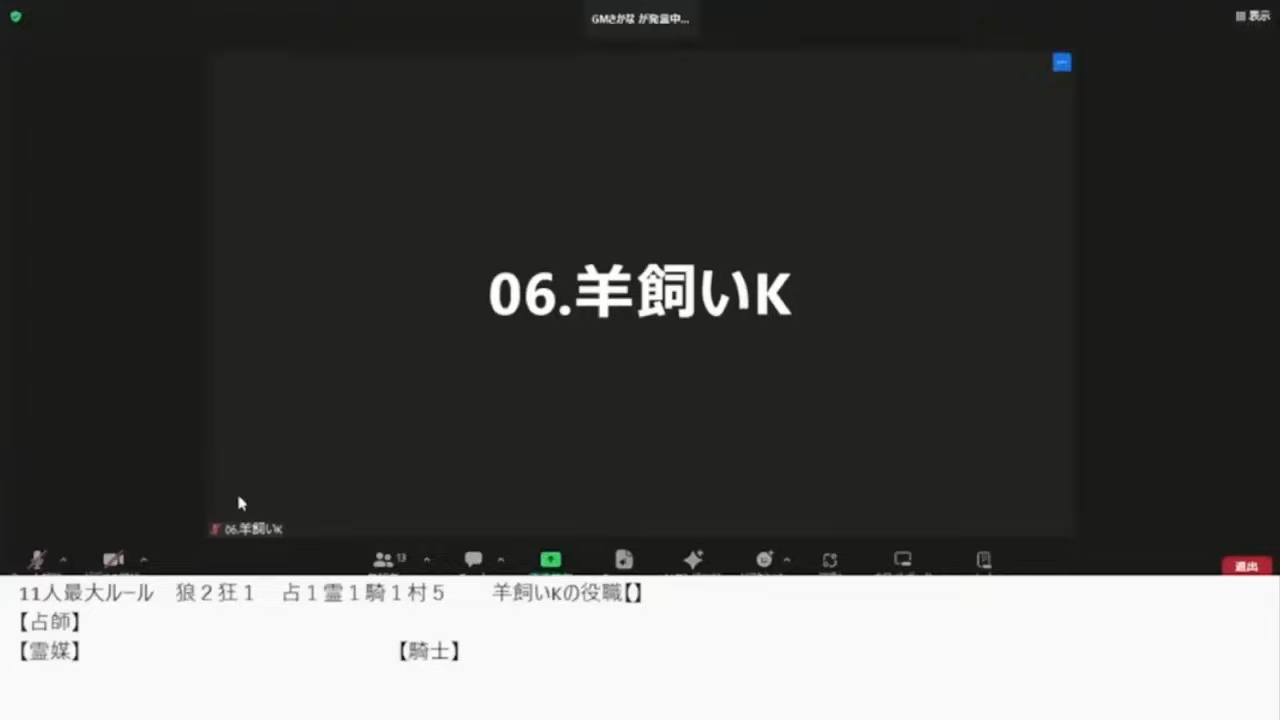 GMさかな が発言中...
表示
06.羊飼いK
06.羊飼いK
13
退出
11人最大ルール　狼２狂１　占１霊１騎１村５　　羊飼いKの役職【】
【占師】
【霊媒】　【騎士】